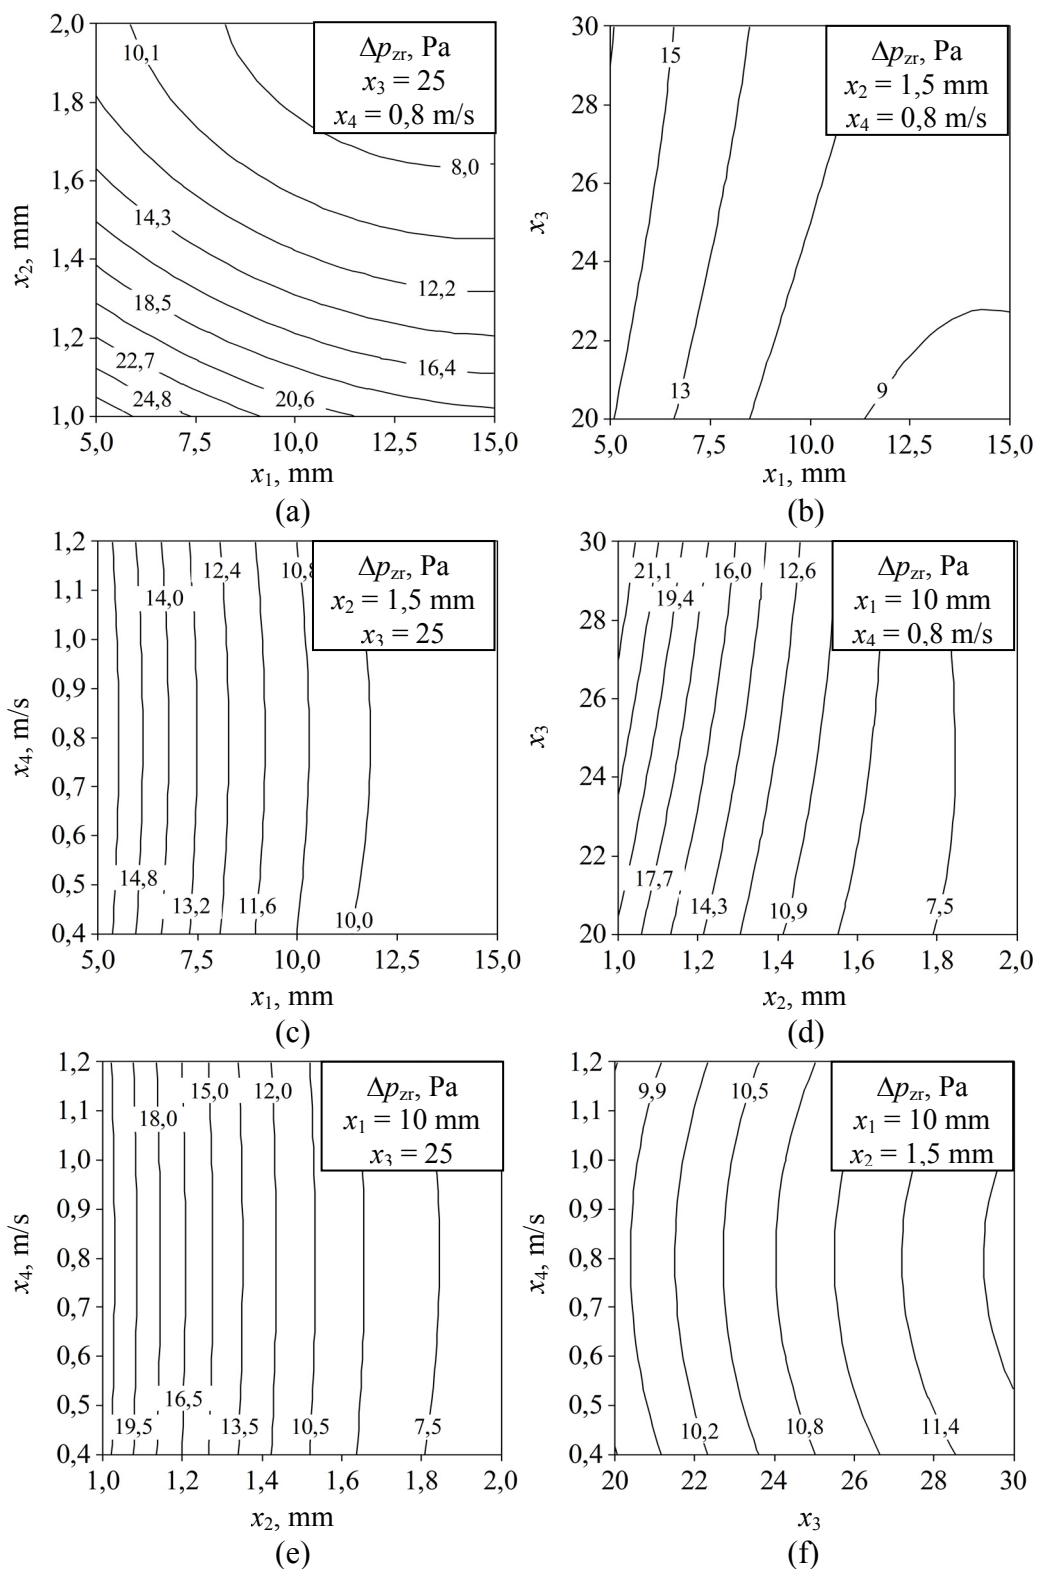 2,0
1,8
1,6
1,4
1,2
1,0
x2, mm
10,1
14,3
18,5
22,7
24,8
20,6
16,4
12,2
8,0
Δpzr, Pa
x3 = 25
x4 = 0,8 m/s
5,0 7,5 10,0 12,5 15,0
x1, mm
(a)
30
28
26
24
22
20
x3
15
13
9
Δpzr, Pa
x2 = 1,5 mm
x4 = 0,8 m/s
5,0 7,5 10,0 12,5 15,0
x1, mm
(b)
1,2
1,1
1,0
0,9
0,8
0,7
0,6
0,5
0,4
x4, m/s
12,4
10,8
14,0
14,8
13,2
11,6
10,0
Δpzr, Pa
x2 = 1,5 mm
x3 = 25
5,0 7,5 10,0 12,5 15,0
x1, mm
(c)
30
28
26
24
22
20
x3
21,1
16,0
12,6
19,4
17,7
14,3
10,9
7,5
Δpzr, Pa
x1 = 10 mm
x4 = 0,8 m/s
1,0 1,2 1,4 1,6 1,8 2,0
x2, mm
(d)
1,2
1,1
1,0
0,9
0,8
0,7
0,6
0,5
0,4
x4, m/s
15,0
12,0
18,0
16,5
19,5
13,5
10,5
7,5
Δpzr, Pa
x1 = 10 mm
x3 = 25
1,0 1,2 1,4 1,6 1,8 2,0
x2, mm
(e)
1,2
1,1
1,0
0,9
0,8
0,7
0,6
0,5
0,4
x4, m/s
9,9
10,5
10,2
10,8
11,4
Δpzr, Pa
x1 = 10 mm
x2 = 1,5 mm
20 22 24 26 28 30
x3
(f)